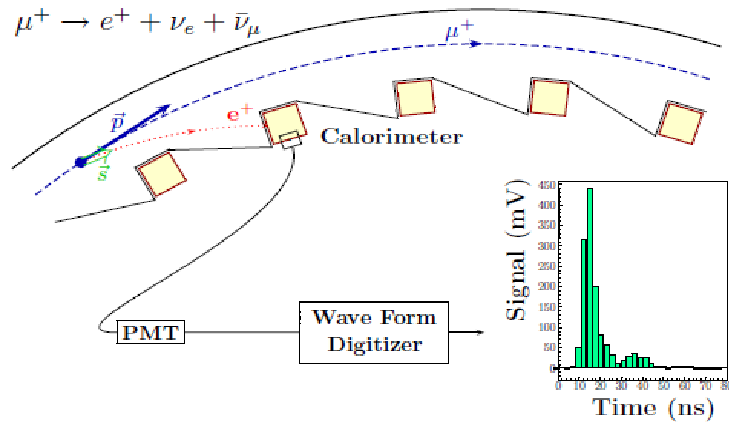 μ⁺ → e⁺ + νₑ + ν̄_μ
μ⁺
p⃗
e⁺
s⃗
Calorimeter
PMT
Wave Form
Digitizer
Signal (mV)
450
400
350
300
250
200
150
100
50
0
0 10 20 30 40 50 60 70 80
Time (ns)